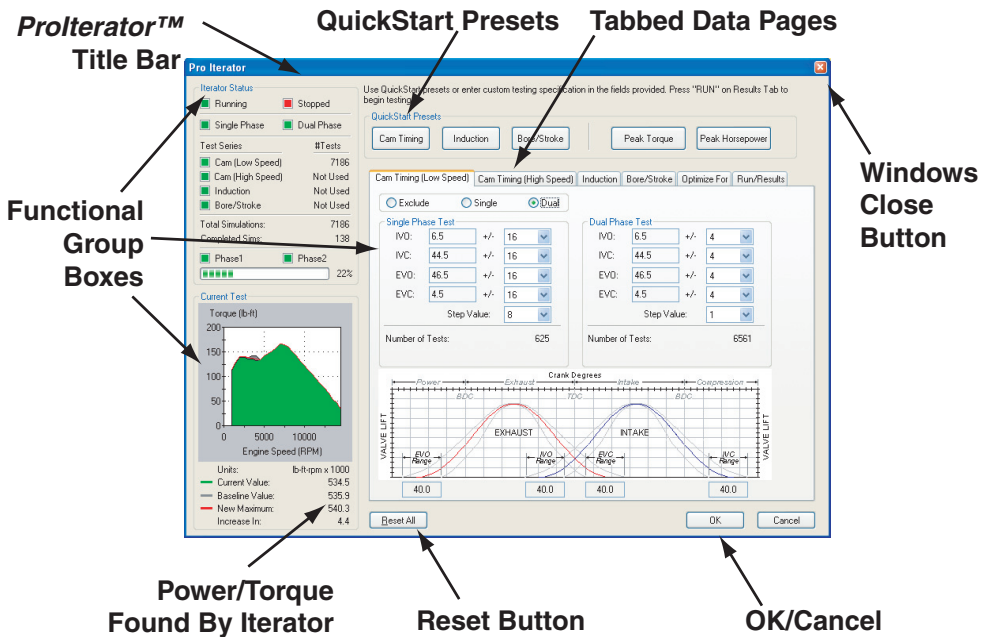 QuickStart Presets
Tabbed Data Pages
ProIterator™
Title Bar
Pro Iterator
Iterator Status
Running
Stopped
Single Phase
Dual Phase
Test Series
#Tests
Cam (Low Speed)
7186
Cam (High Speed)
Not Used
Induction
Not Used
Bore/Stroke
Not Used
Total Simulations:
7186
Completed Sims:
138
Phase1
Phase2
22%
Current Test
Torque (lb-ft)
200
150
100
50
0
0
5000
10000
Engine Speed (RPM)
Units:
lb-ft-rpm x 1000
Current Value:
534.5
Baseline Value:
535.9
New Maximum:
540.3
Increase In:
4.4
Use QuickStart presets or enter custom testing specification in the fields provided. Press "RUN" on Results Tab to
begin testing.
QuickStart Presets
Cam Timing
Induction
Bore/Stroke
Peak Torque
Peak Horsepower
Cam Timing (Low Speed)
Cam Timing (High Speed)
Induction
Bore/Stroke
Optimize For
Run/Results
Exclude
Single
Dual
Single Phase Test
IVO:
6.5
+/-
16
IVC:
44.5
+/-
16
EVO:
46.5
+/-
16
EVC:
4.5
+/-
16
Step Value:
8
Number of Tests:
625
Dual Phase Test
IVO:
6.5
+/-
4
IVC:
44.5
+/-
4
EVO:
46.5
+/-
4
EVC:
4.5
+/-
4
Step Value:
1
Number of Tests:
6561
Crank Degrees
Power
Exhaust
Intake
Compression
BDC
TDC
BDC
VALVE LIFT
EXHAUST
INTAKE
VALVE LIFT
EVO
Range
IVO
Range
EVC
Range
IVC
Range
40.0
40.0
40.0
40.0
Reset All
OK
Cancel
Functional
Group
Boxes
Windows
Close
Button
Power/Torque
Found By Iterator
Reset Button
OK/Cancel